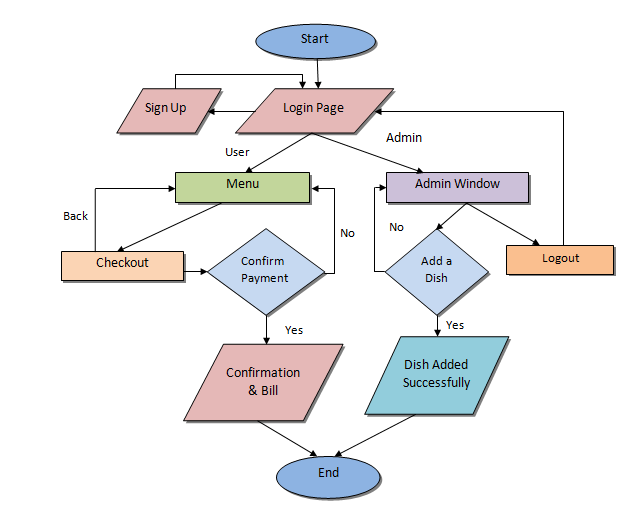 Start
Sign Up
Login Page
Admin
User
Menu
Admin Window
Back
No
No
Checkout
Confirm
Payment
Add a
Dish
Logout
Yes
Yes
Confirmation
& Bill
Dish Added
Successfully
End